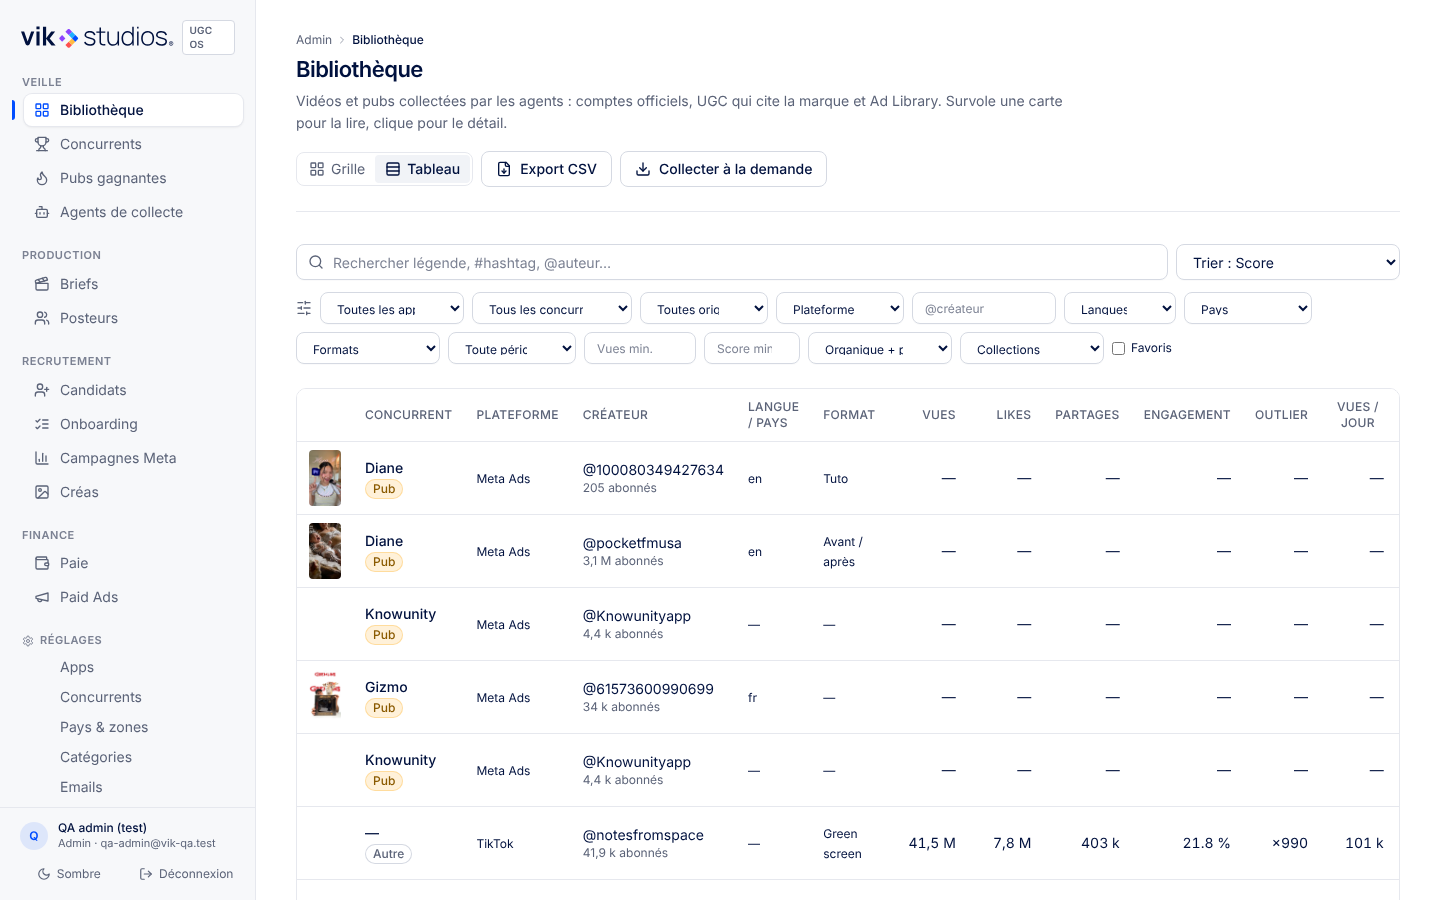 vik studios.
UGC OS
VEILLE
Bibliothèque
Concurrents
Pubs gagnantes
Agents de collecte
PRODUCTION
Briefs
Posteurs
RECRUTEMENT
Candidats
Onboarding
Campagnes Meta
Créas
FINANCE
Paie
Paid Ads
RÉGLAGES
Apps
Concurrents
Pays & zones
Catégories
Emails
Q
QA admin (test)
Admin · qa-admin@vik-qa.test
Sombre Déconnexion
Admin > Bibliothèque
Bibliothèque
Vidéos et pubs collectées par les agents : comptes officiels, UGC qui cite la marque et Ad Library. Survole une carte
pour la lire, clique pour le détail.
Grille Tableau Export CSV Collecter à la demande
Rechercher légende, #hashtag, @auteur... Trier : Score
Toutes les app Tous les concurr Toutes orig Plateforme @créateur Langues Pays
Formats Toute péric Vues min. Score min Organique + p Collections Favoris
CONCURRENT PLATEFORME CRÉATEUR LANGUE / PAYS FORMAT VUES LIKES PARTAGES ENGAGEMENT OUTLIER VUES / JOUR
Diane Pub Meta Ads @100080349427634 205 abonnés en Tuto — — — — — —
Diane Pub Meta Ads @pocketfmusa 3,1 M abonnés en Avant / après — — — — — —
Knowunity Pub Meta Ads @Knowunityapp 4,4 k abonnés — — — — — — — —
Gizmo Pub Meta Ads @61573600990699 34 k abonnés fr — — — — — — —
Knowunity Pub Meta Ads @Knowunityapp 4,4 k abonnés — — — — — — — —
— Autre TikTok @notesfromspace 41,9 k abonnés — Green screen 41,5 M 7,8 M 403 k 21.8 % ×990 101 k